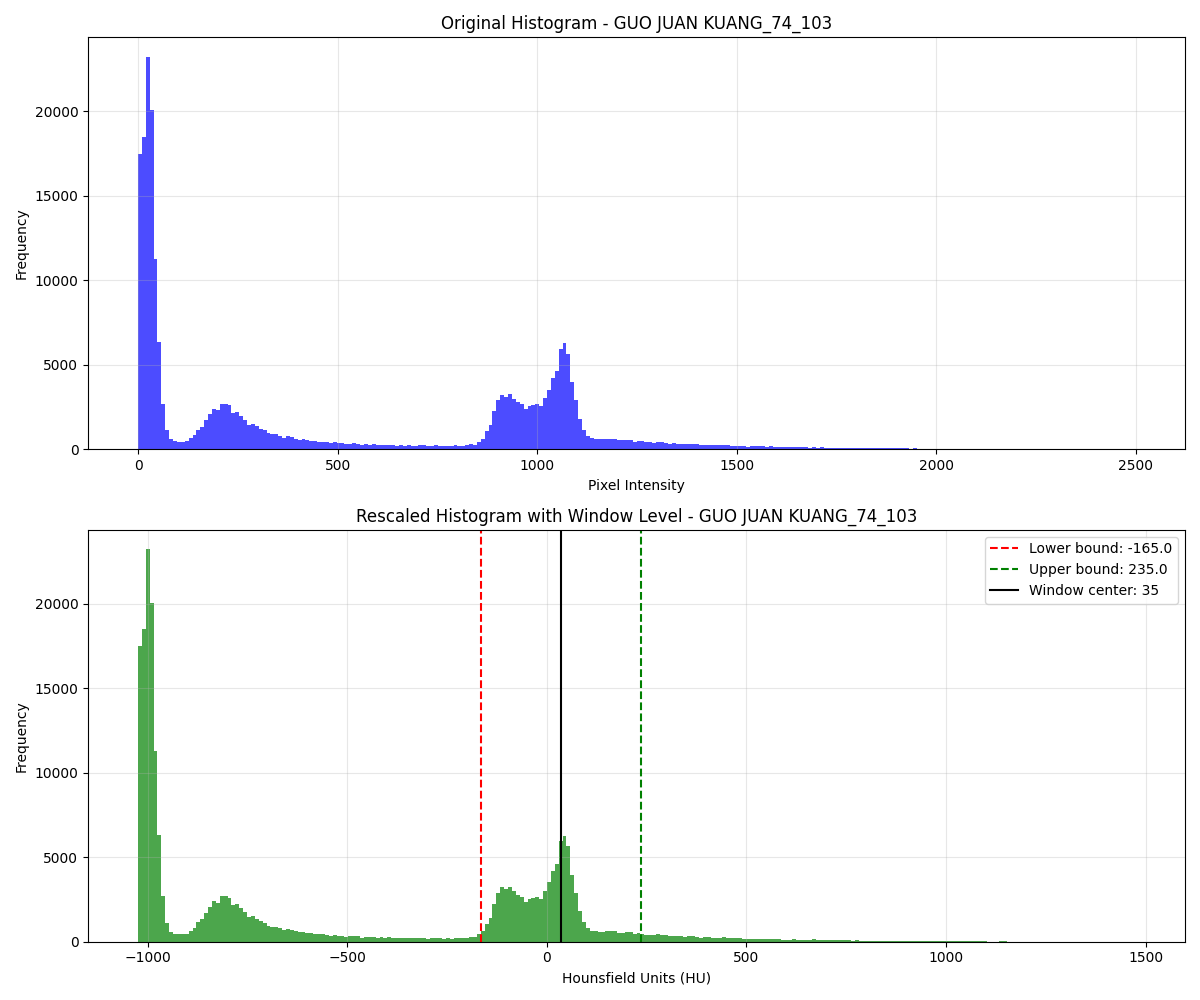 Original Histogram - GUO JUAN KUANG_74_103
Frequency
20000
15000
10000
5000
0
0 500 1000 1500 2000 2500
Pixel Intensity
Rescaled Histogram with Window Level - GUO JUAN KUANG_74_103
Lower bound: -165.0
Upper bound: 235.0
Window center: 35
Frequency
20000
15000
10000
5000
0
−1000 −500 0 500 1000 1500
Hounsfield Units (HU)